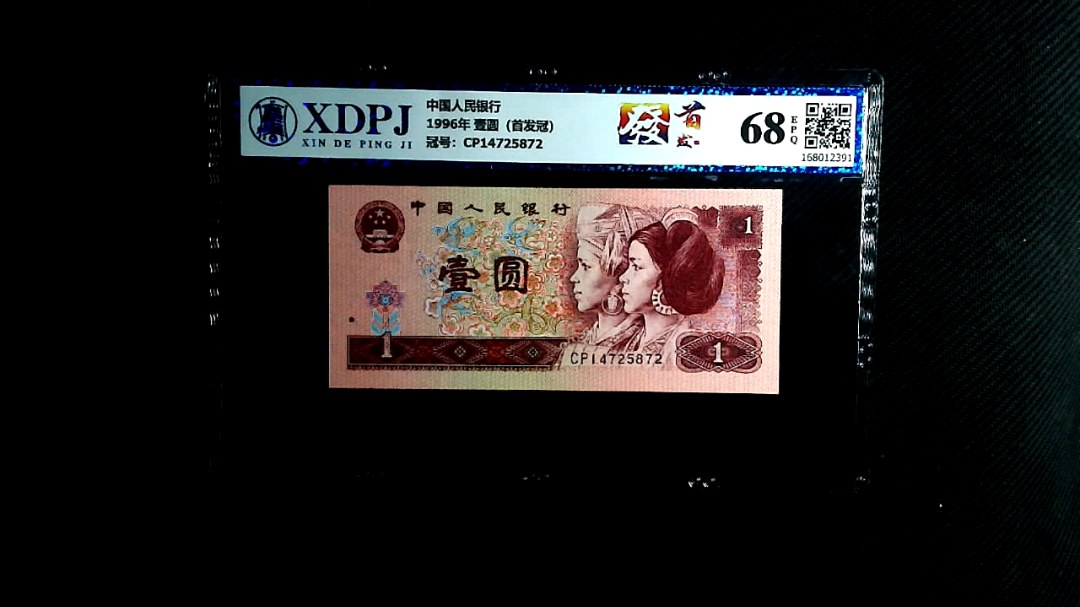 XDPJ
XIN DE PING JI
中国人民银行
1996年 壹圆（首发冠）
冠号： CP14725872
發
首
发
68
EPQ
168012391
中国人民银行
1
壹圆
1
CP14725872
1